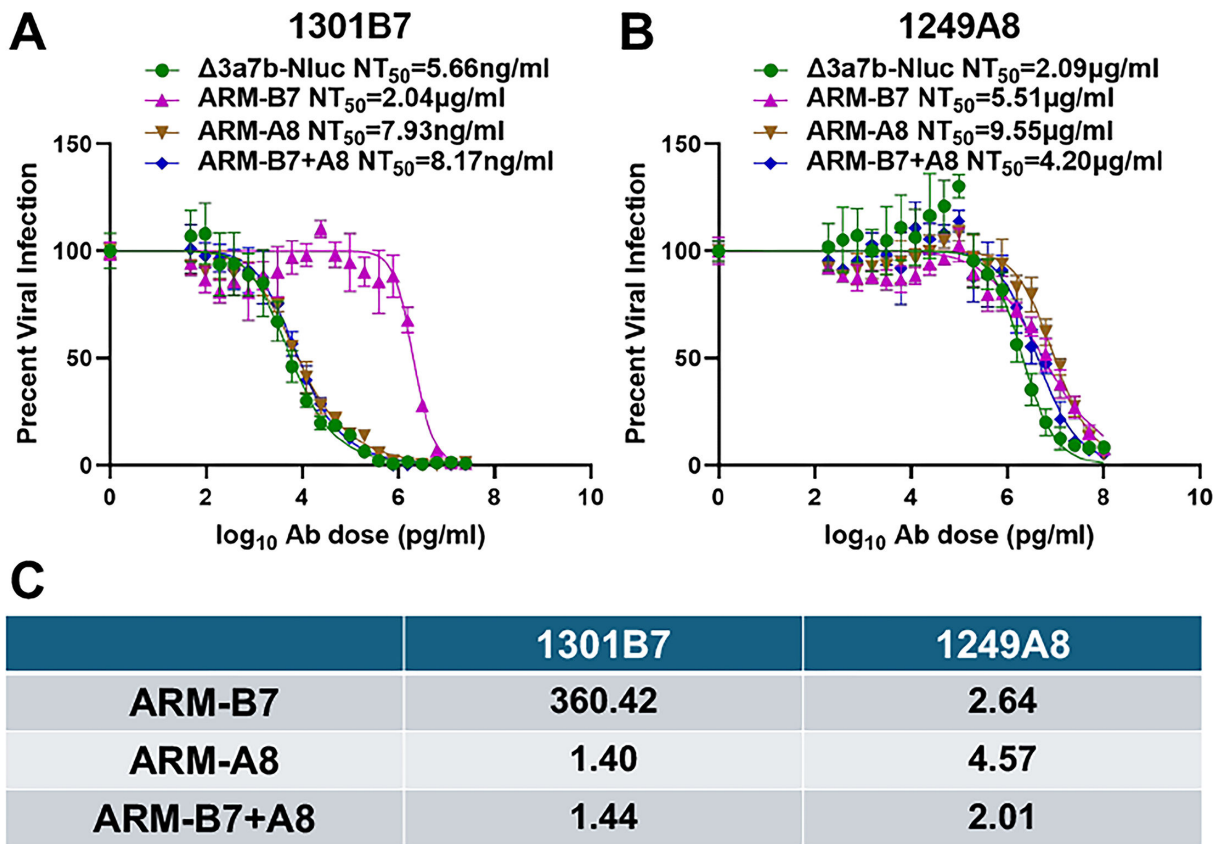 A
1301B7
Δ3a7b-Nluc NT50=5.66ng/ml
ARM-B7 NT50=2.04µg/ml
ARM-A8 NT50=7.93ng/ml
ARM-B7+A8 NT50=8.17ng/ml
Precent Viral Infection
150
100
50
0
0 2 4 6 8 10
log10 Ab dose (pg/ml)
B
1249A8
Δ3a7b-Nluc NT50=2.09µg/ml
ARM-B7 NT50=5.51µg/ml
ARM-A8 NT50=9.55µg/ml
ARM-B7+A8 NT50=4.20µg/ml
Precent Viral Infection
150
100
50
0
0 2 4 6 8 10
log10 Ab dose (pg/ml)
C
1301B7 1249A8
ARM-B7 360.42 2.64
ARM-A8 1.40 4.57
ARM-B7+A8 1.44 2.01